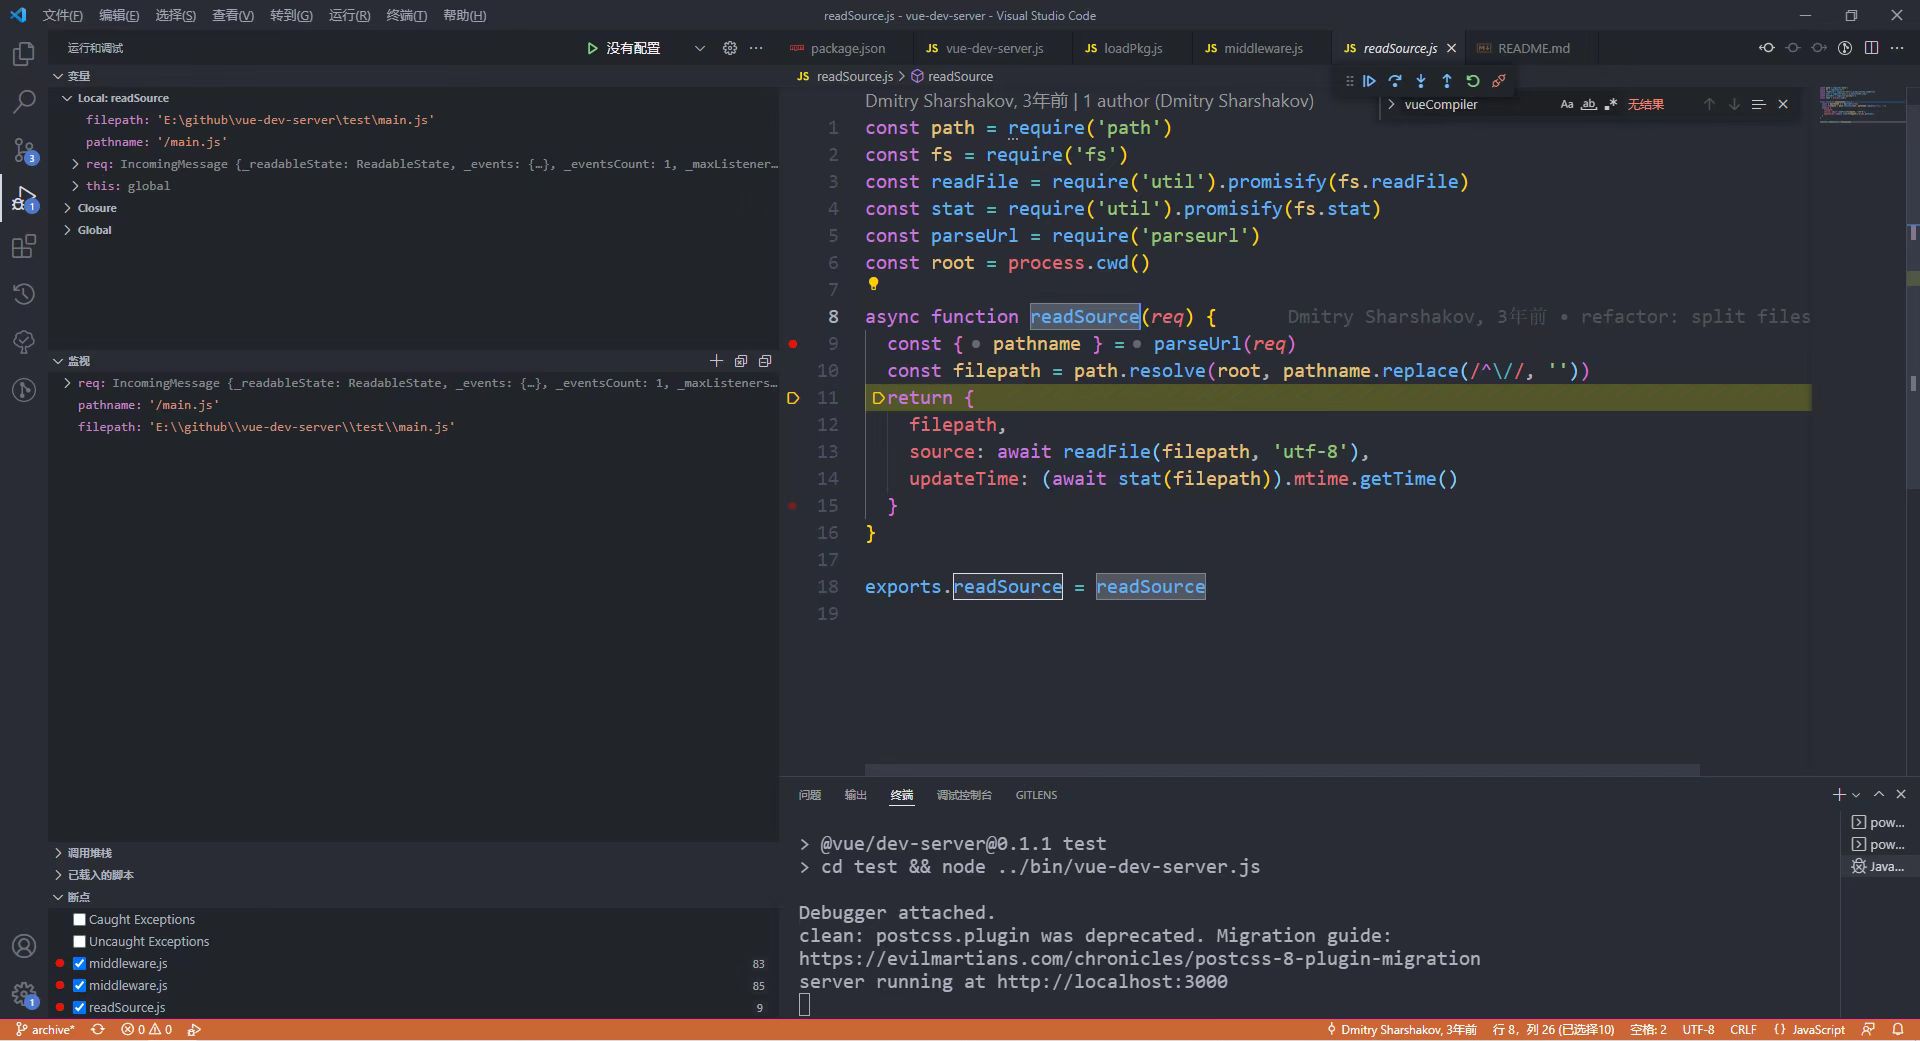 文件(F) 编辑(E) 选择(S) 查看(V) 转到(G) 运行(R) 终端(T) 帮助(H)
readSource.js - vue-dev-server - Visual Studio Code
运行和调试
没有配置
package.json
JS vue-dev-server.js
JS loadPkg.js
JS middleware.js
JS readSource.js
README.md
变量
Local: readSource
filepath: 'E:\github\vue-dev-server\test\main.js'
pathname: '/main.js'
req: IncomingMessage {_readableState: ReadableState, _events: {…}, _eventsCount: 1, _maxListener…
this: global
Closure
Global
监视
req: IncomingMessage {_readableState: ReadableState, _events: {…}, _eventsCount: 1, _maxListeners…
pathname: '/main.js'
filepath: 'E:\\github\\vue-dev-server\\test\\main.js'
调用堆栈
已载入的脚本
断点
Caught Exceptions
Uncaught Exceptions
middleware.js 83
middleware.js 85
readSource.js 9
3
1
1
JS readSource.js > readSource
vueCompiler Aa ab 无结果
Dmitry Sharshakov, 3年前 | 1 author (Dmitry Sharshakov)
1 const path = require('path')
2 const fs = require('fs')
3 const readFile = require('util').promisify(fs.readFile)
4 const stat = require('util').promisify(fs.stat)
5 const parseUrl = require('parseurl')
6 const root = process.cwd()
7
8 async function readSource(req) { Dmitry Sharshakov, 3年前 • refactor: split files
9 const { pathname } = parseUrl(req)
10 const filepath = path.resolve(root, pathname.replace(/^\//, ''))
11 return {
12 filepath,
13 source: await readFile(filepath, 'utf-8'),
14 updateTime: (await stat(filepath)).mtime.getTime()
15 }
16 }
17
18 exports.readSource = readSource
19
问题 输出 终端 调试控制台 GITLENS
> @vue/dev-server@0.1.1 test
> cd test && node ../bin/vue-dev-server.js
Debugger attached.
clean: postcss.plugin was deprecated. Migration guide:
https://evilmartians.com/chronicles/postcss-8-plugin-migration
server running at http://localhost:3000
pow...
pow...
Java...
archive* 0 0
Dmitry Sharshakov, 3年前 行 8，列 26 (已选择10) 空格: 2 UTF-8 CRLF {} JavaScript